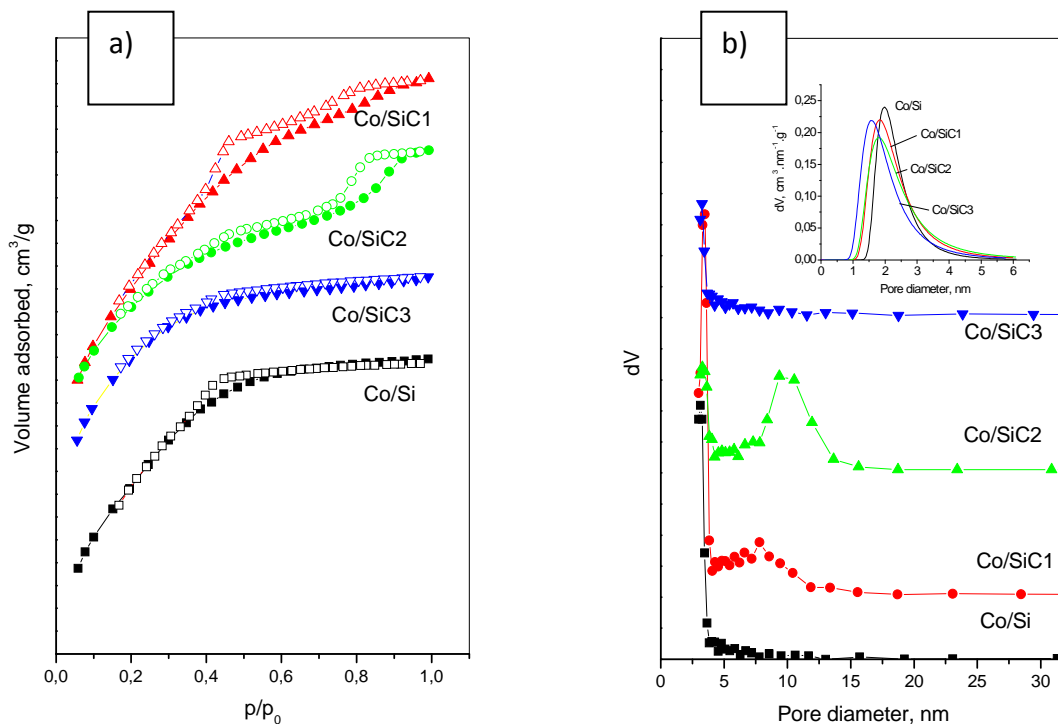 a)
Volume adsorbed, cm³/g
Co/SiC1
Co/SiC2
Co/SiC3
Co/Si
0,0 0,2 0,4 0,6 0,8 1,0
p/p₀
b)
dV
Co/SiC3
Co/SiC2
Co/SiC1
Co/Si
5 10 15 20 25 30
Pore diameter, nm
dV, cm³.nm⁻¹.g⁻¹
0,25
0,20
0,15
0,10
0,05
0,00
Co/Si
Co/SiC1
Co/SiC2
Co/SiC3
0 1 2 3 4 5 6
Pore diameter, nm